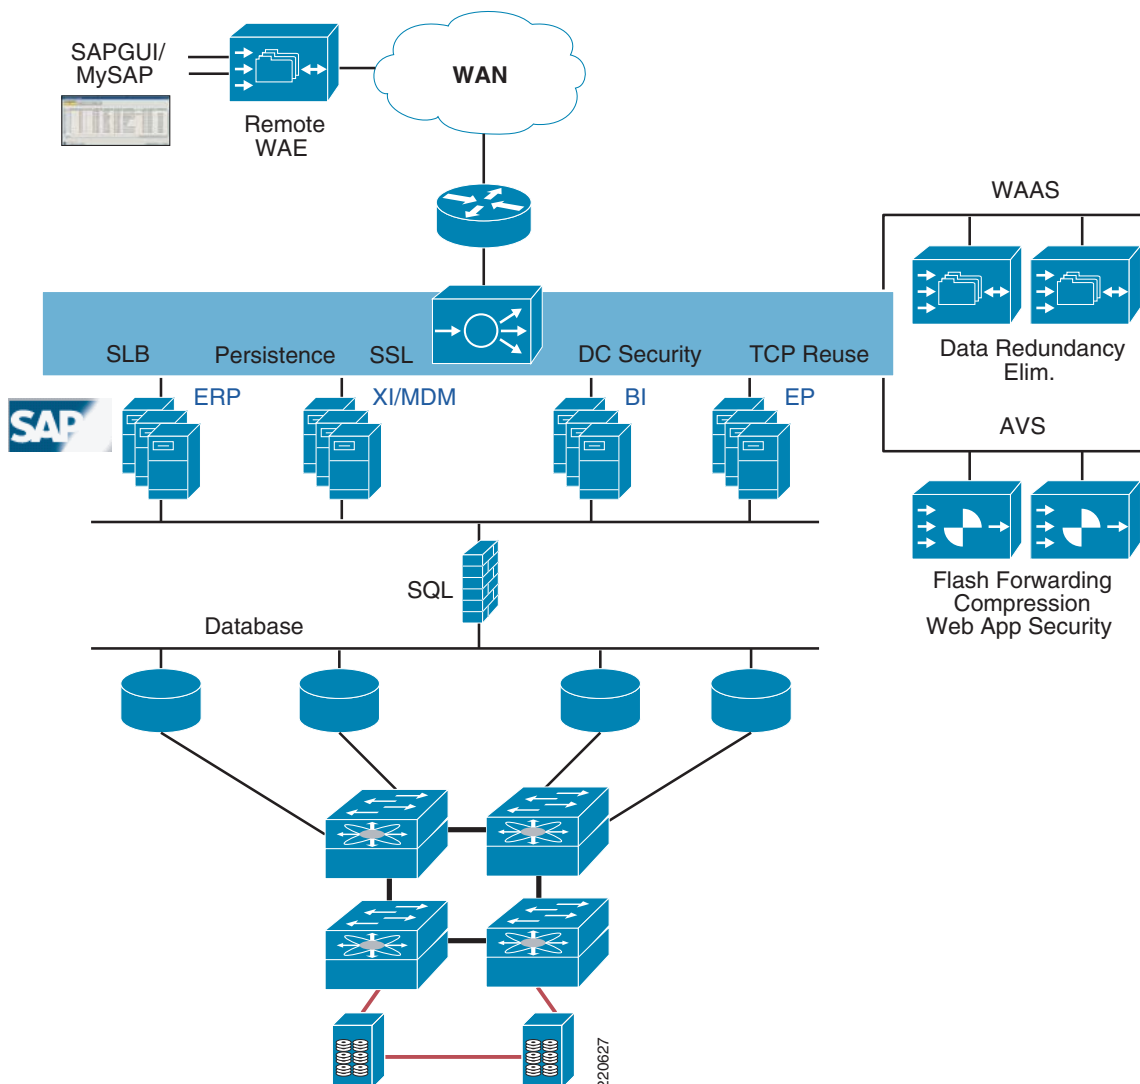 SAPGUI/
MySAP
WAN
Remote
WAE
WAAS
Data Redundancy
Elim.
SLB
Persistence
SSL
DC Security
TCP Reuse
SAP
ERP
XI/MDM
BI
EP
AVS
Flash Forwarding
Compression
Web App Security
SQL
Database
220627